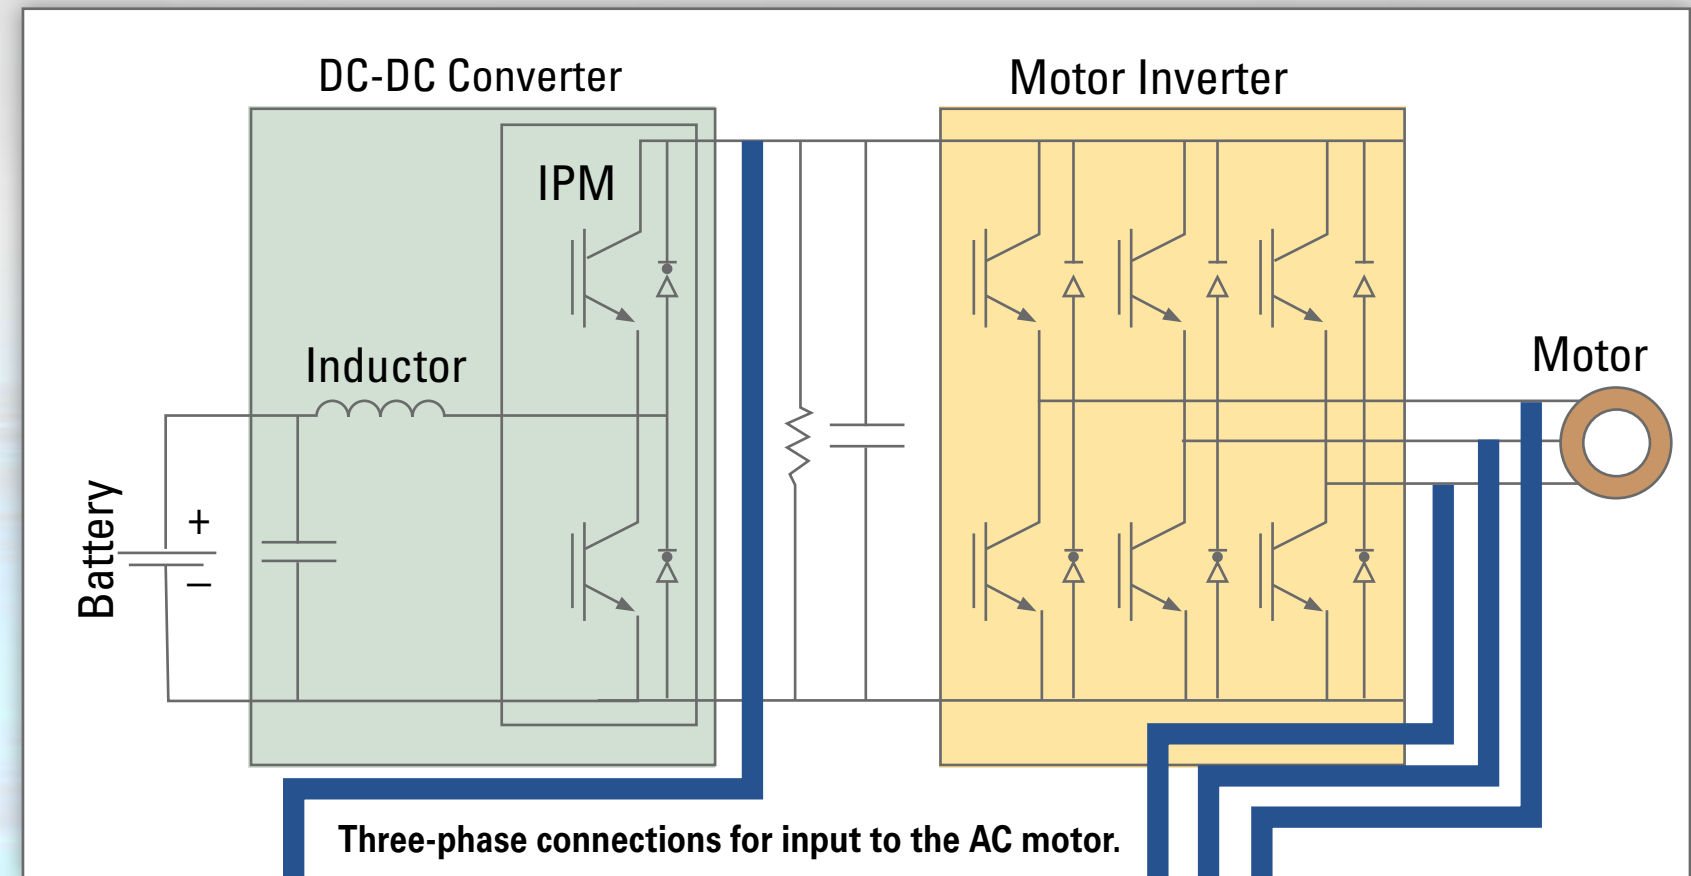 DC-DC Converter
Motor Inverter
IPM
Inductor
Motor
Battery
+
–
Three-phase connections for input to the AC motor.